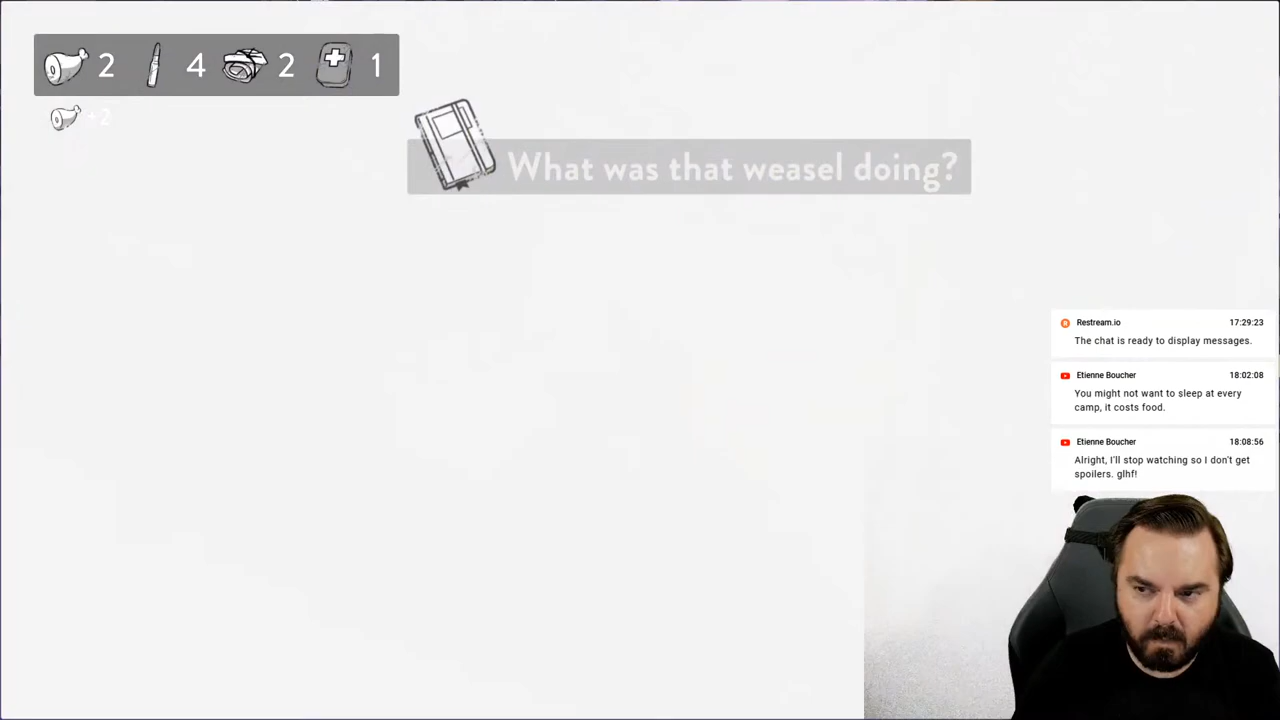 2 4 2 1
+2
What was that weasel doing?
Restream.io 17:29:23
The chat is ready to display messages.
Etienne Boucher 18:02:08
You might not want to sleep at every
camp, it costs food.
Etienne Boucher 18:08:56
Alright, I'll stop watching so I don't get
spoilers. glhf!